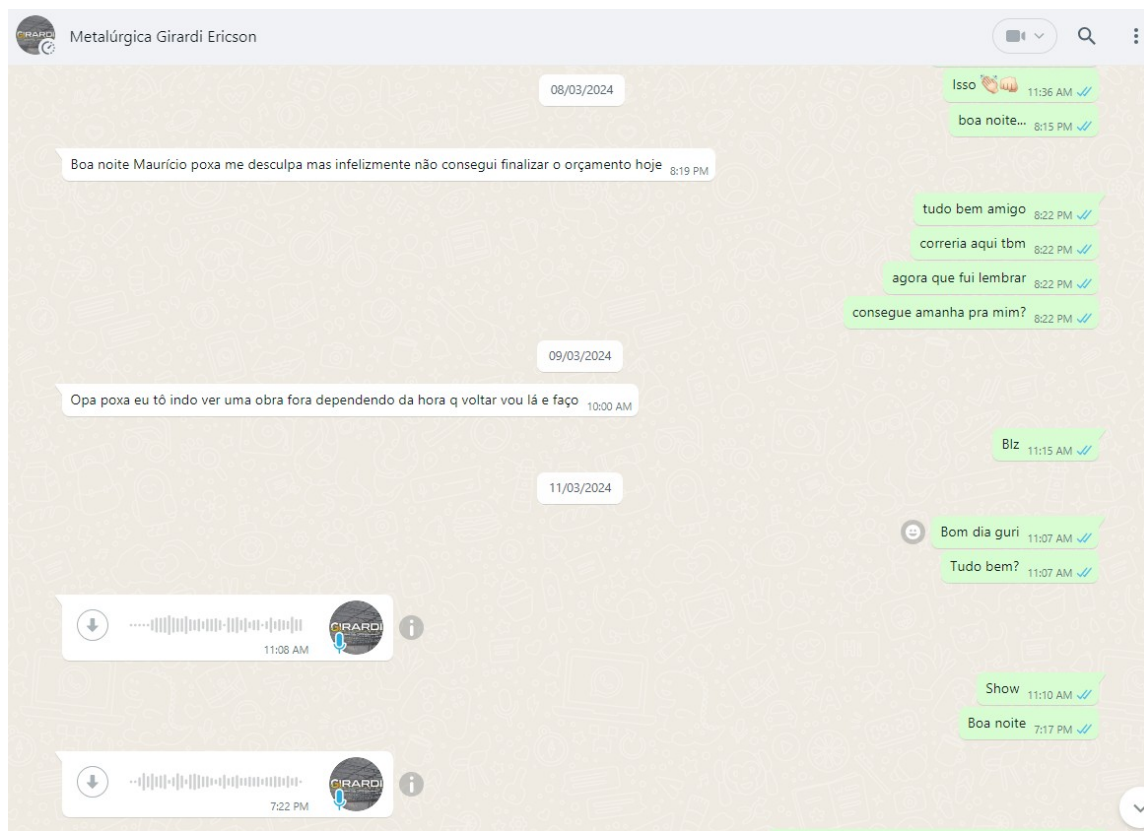 Metalúrgica Girardi Ericson
08/03/2024
Isso 👏🏻👊🏻 11:36 AM
boa noite... 8:15 PM
Boa noite Maurício poxa me desculpa mas infelizmente não consegui finalizar o orçamento hoje 8:19 PM
tudo bem amigo 8:22 PM
correria aqui tbm 8:22 PM
agora que fui lembrar 8:22 PM
consegue amanha pra mim? 8:22 PM
09/03/2024
Opa poxa eu tô indo ver uma obra fora dependendo da hora q voltar vou lá e faço 10:00 AM
Blz 11:15 AM
11/03/2024
Bom dia guri 11:07 AM
Tudo bem? 11:07 AM
GIRARDI
11:08 AM
Show 11:10 AM
Boa noite 7:17 PM
GIRARDI
7:22 PM